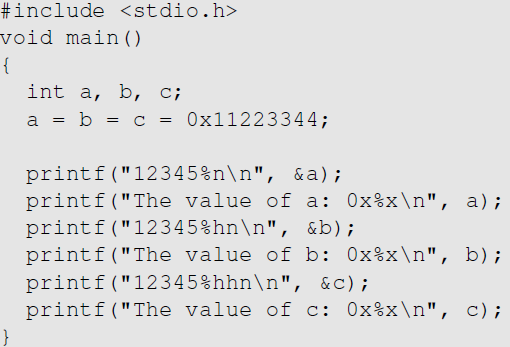 #include <stdio.h>
void main()
{
  int a, b, c;
  a = b = c = 0x11223344;

  printf("12345%n\n", &a);
  printf("The value of a: 0x%x\n", a);
  printf("12345%hn\n", &b);
  printf("The value of b: 0x%x\n", b);
  printf("12345%hhn\n", &c);
  printf("The value of c: 0x%x\n", c);
}